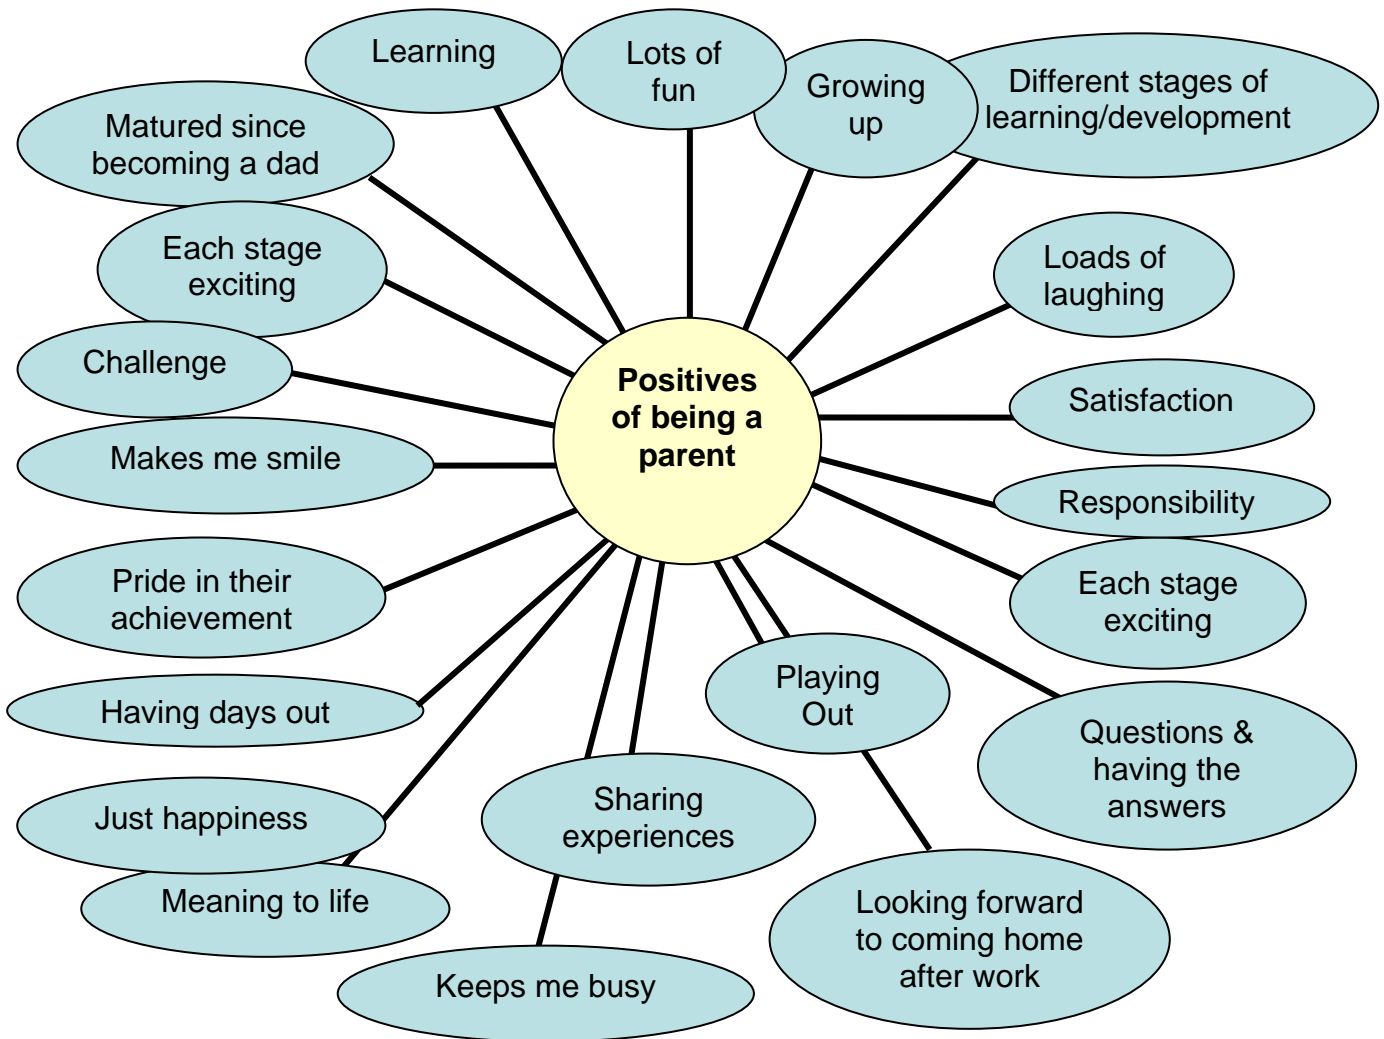 Learning
Lots of
fun
Growing
up
Different stages of
learning/development
Matured since
becoming a dad
Each stage
exciting
Loads of
laughing
Challenge
Positives
of being a
parent
Satisfaction
Makes me smile
Responsibility
Pride in their
achievement
Each stage
exciting
Having days out
Playing
Out
Questions &
having the
answers
Just happiness
Sharing
experiences
Meaning to life
Looking forward
to coming home
after work
Keeps me busy